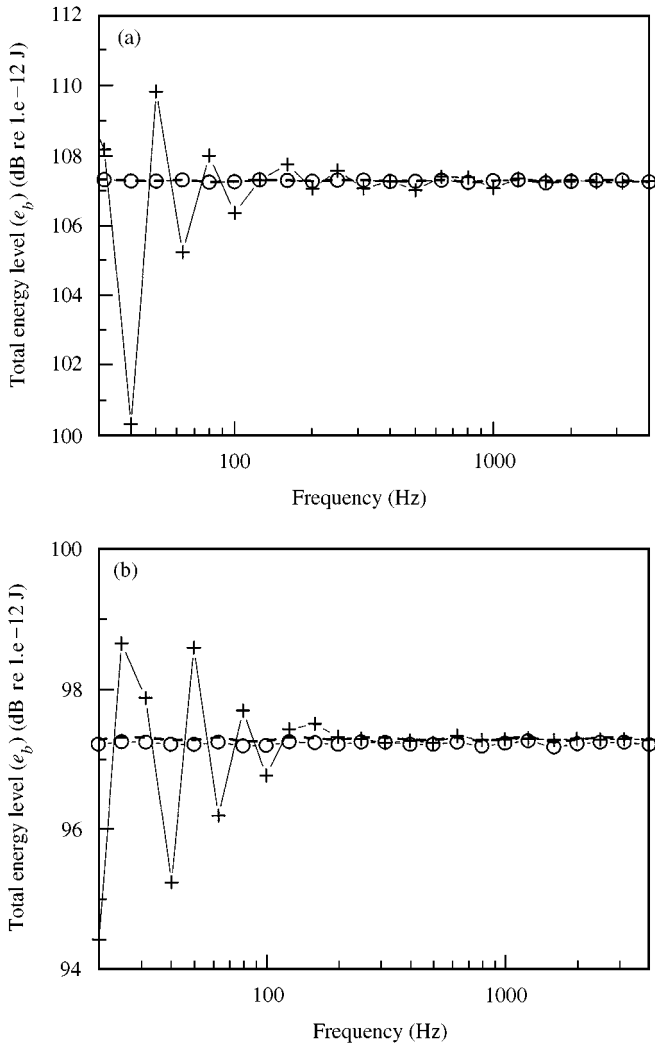 (a)
112
110
108
106
104
102
100
Total energy level (e_b) (dB re 1.e−12 J)
100
1000
Frequency (Hz)
(b)
100
98
96
94
Total energy level (e_b) (dB re 1.e−12 J)
100
1000
Frequency (Hz)